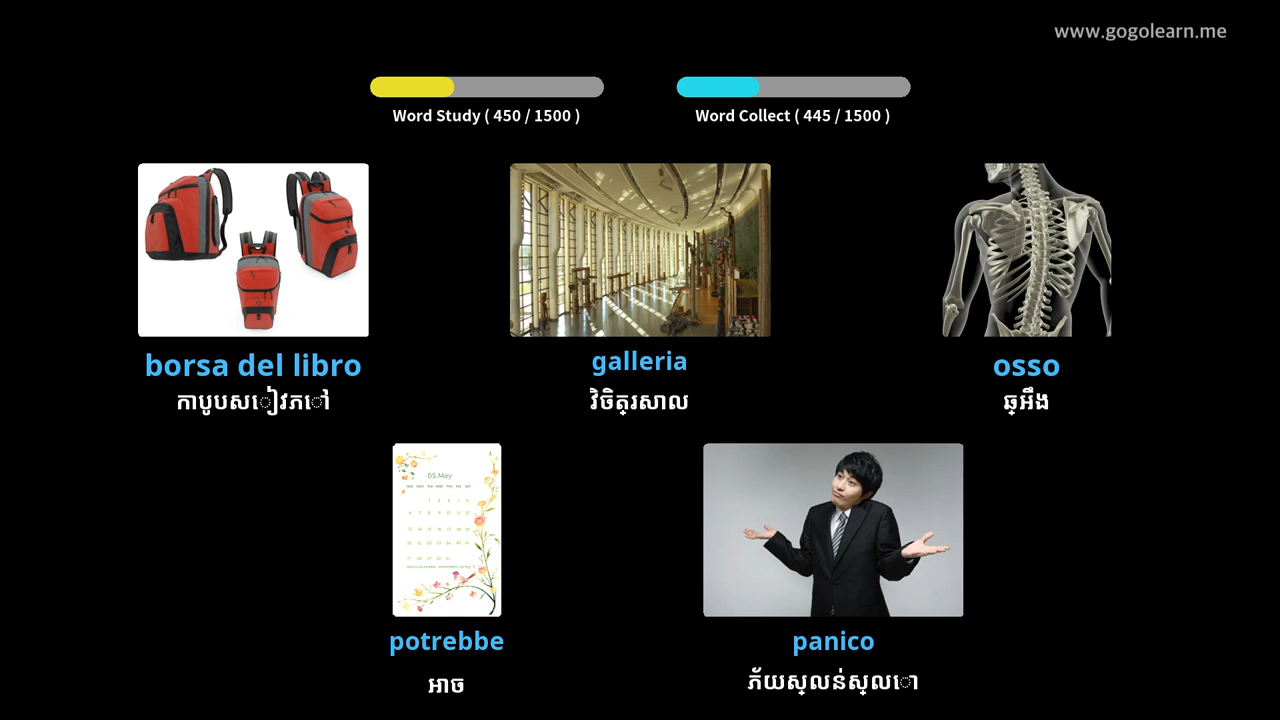 www.gogolearn.me
Word Study ( 450 / 1500 )
Word Collect ( 445 / 1500 )
borsa del libro
galleria
osso
កាបូបសៀវភៅ
វិចិត្រសាល
ឆ្អឹង
05.May
potrebbe
panico
អាច
ភ័យស្លន់ស្លោ